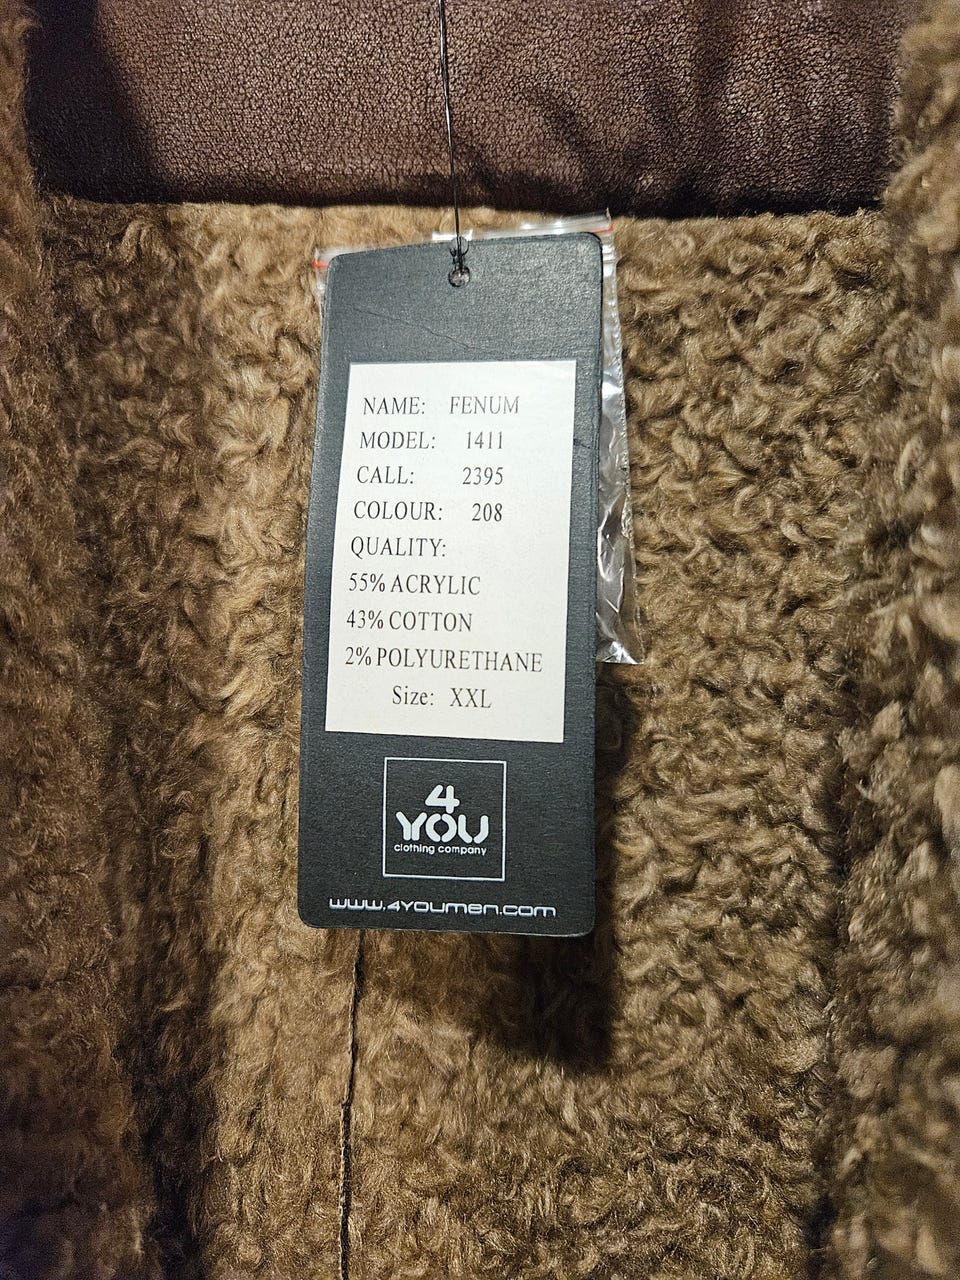 NAME: FENUM
MODEL: 1411
CALL: 2395
COLOUR: 208
QUALITY:
55% ACRYLIC
43% COTTON
2% POLYURETHANE
Size: XXL
4
YOU
clothing company
www.4youmen.com